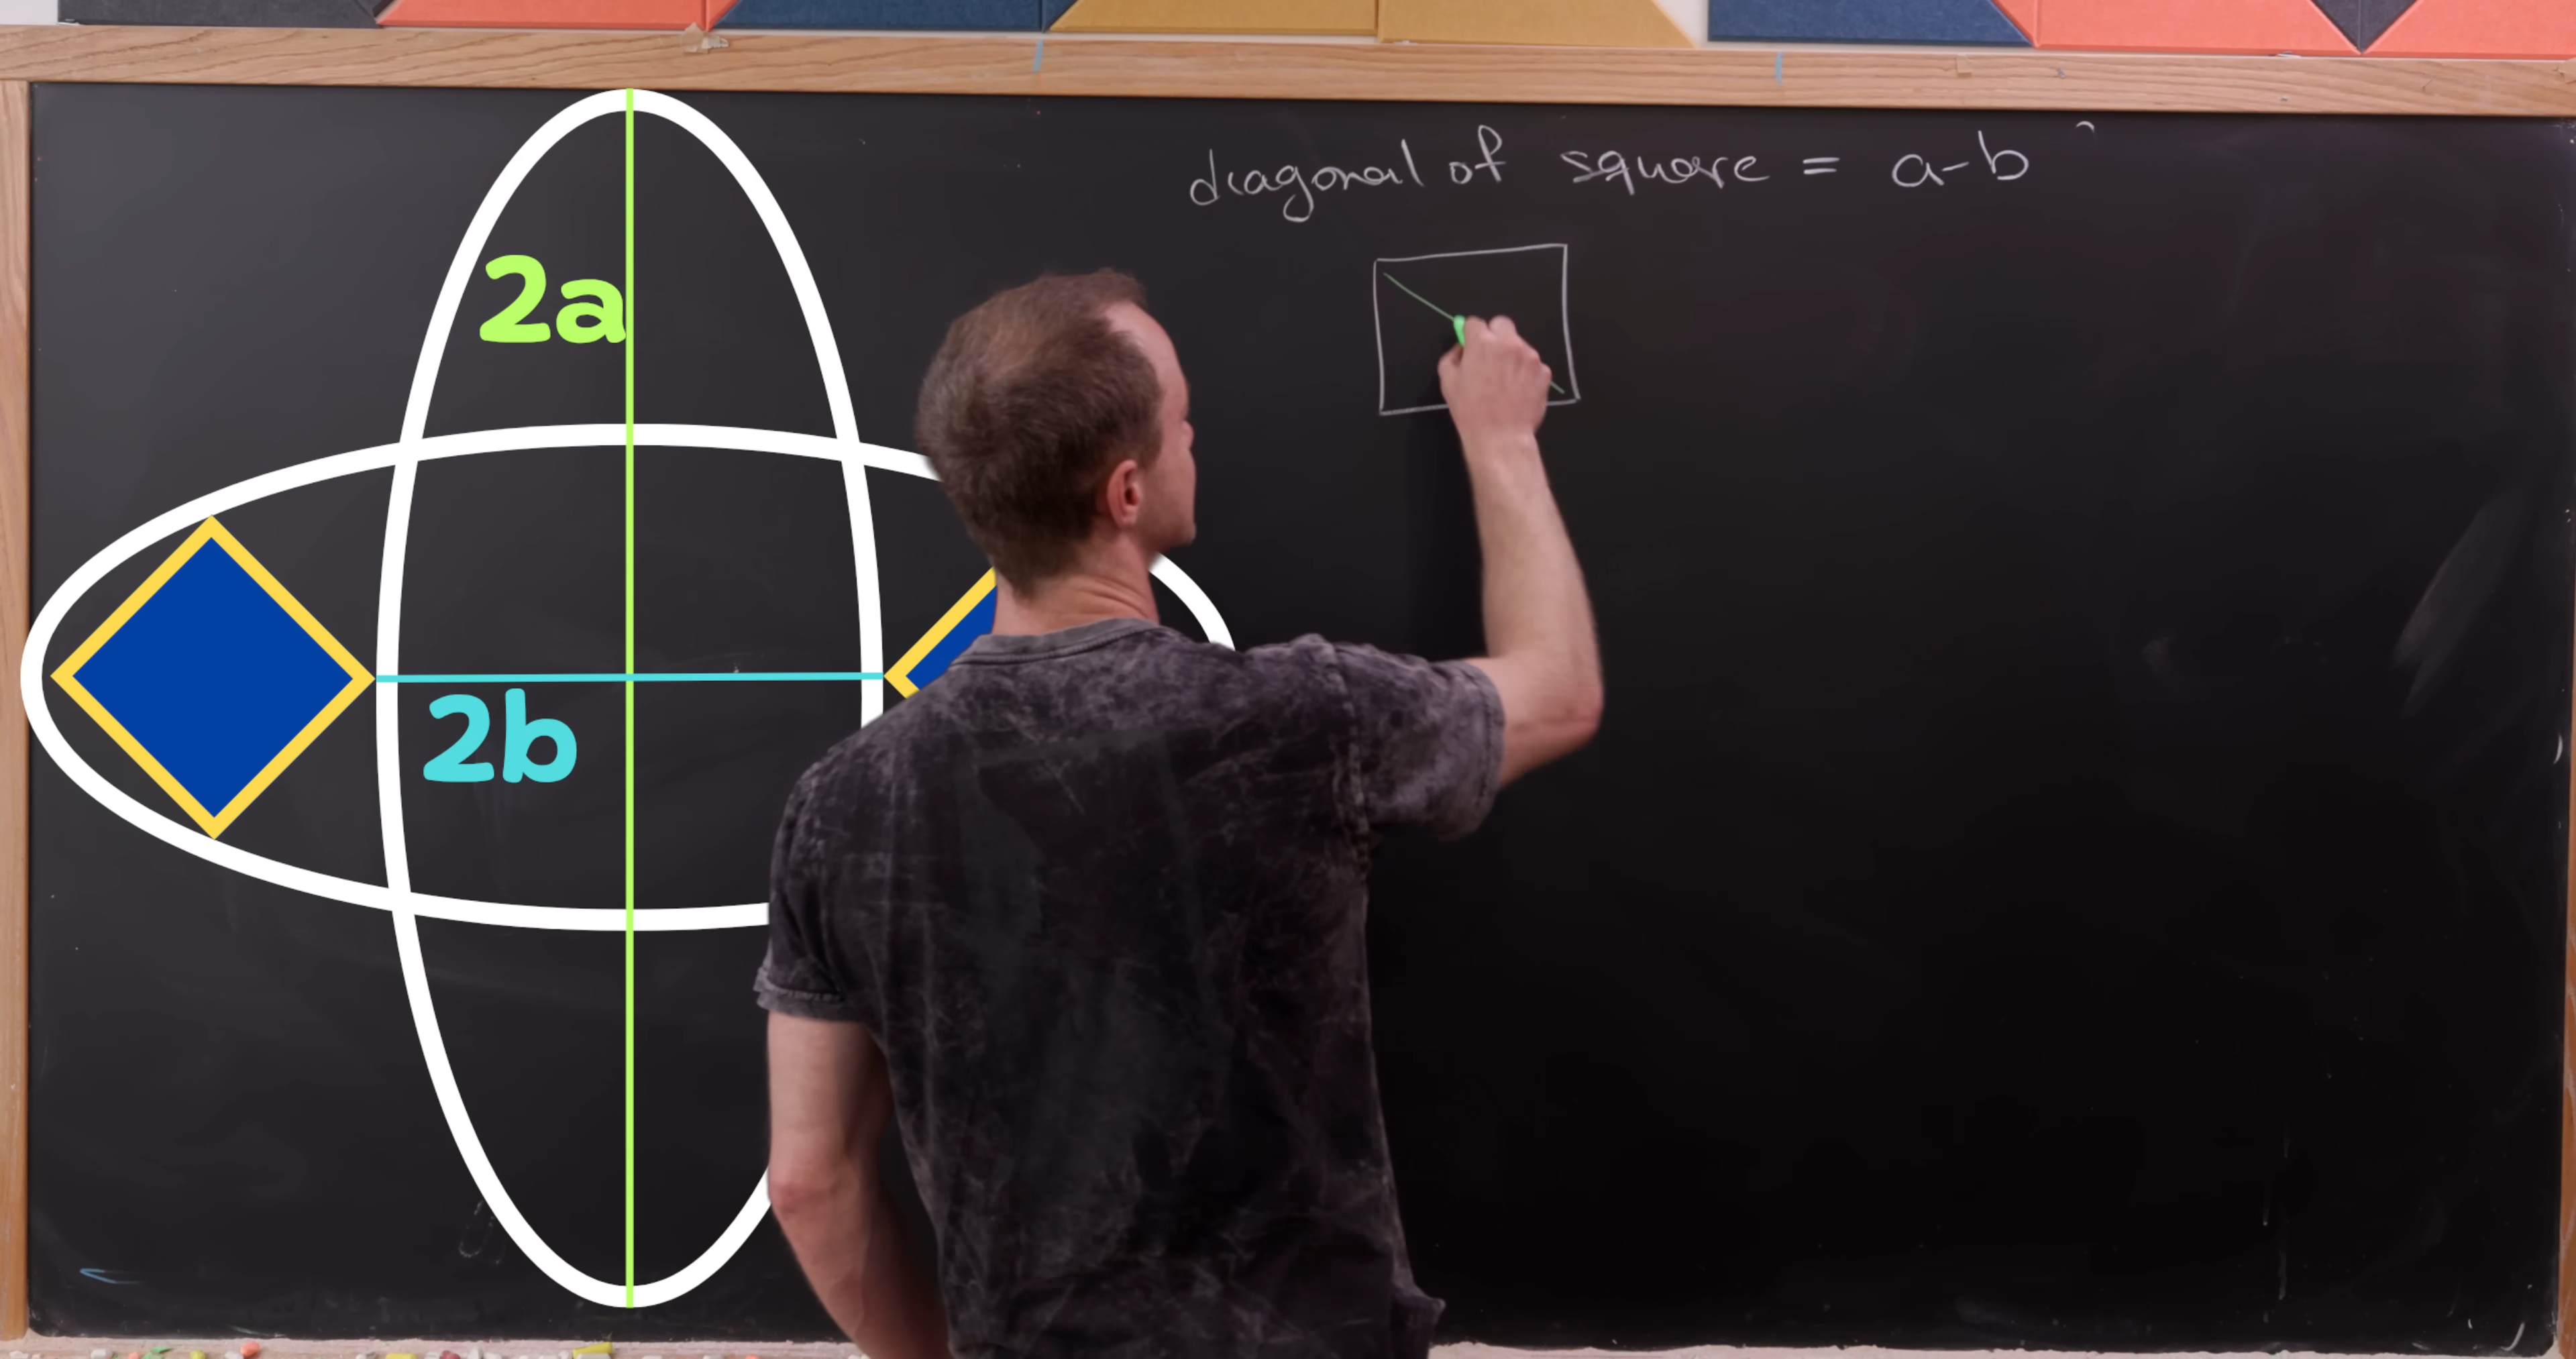 diagonal of square = a-b
2a
2b